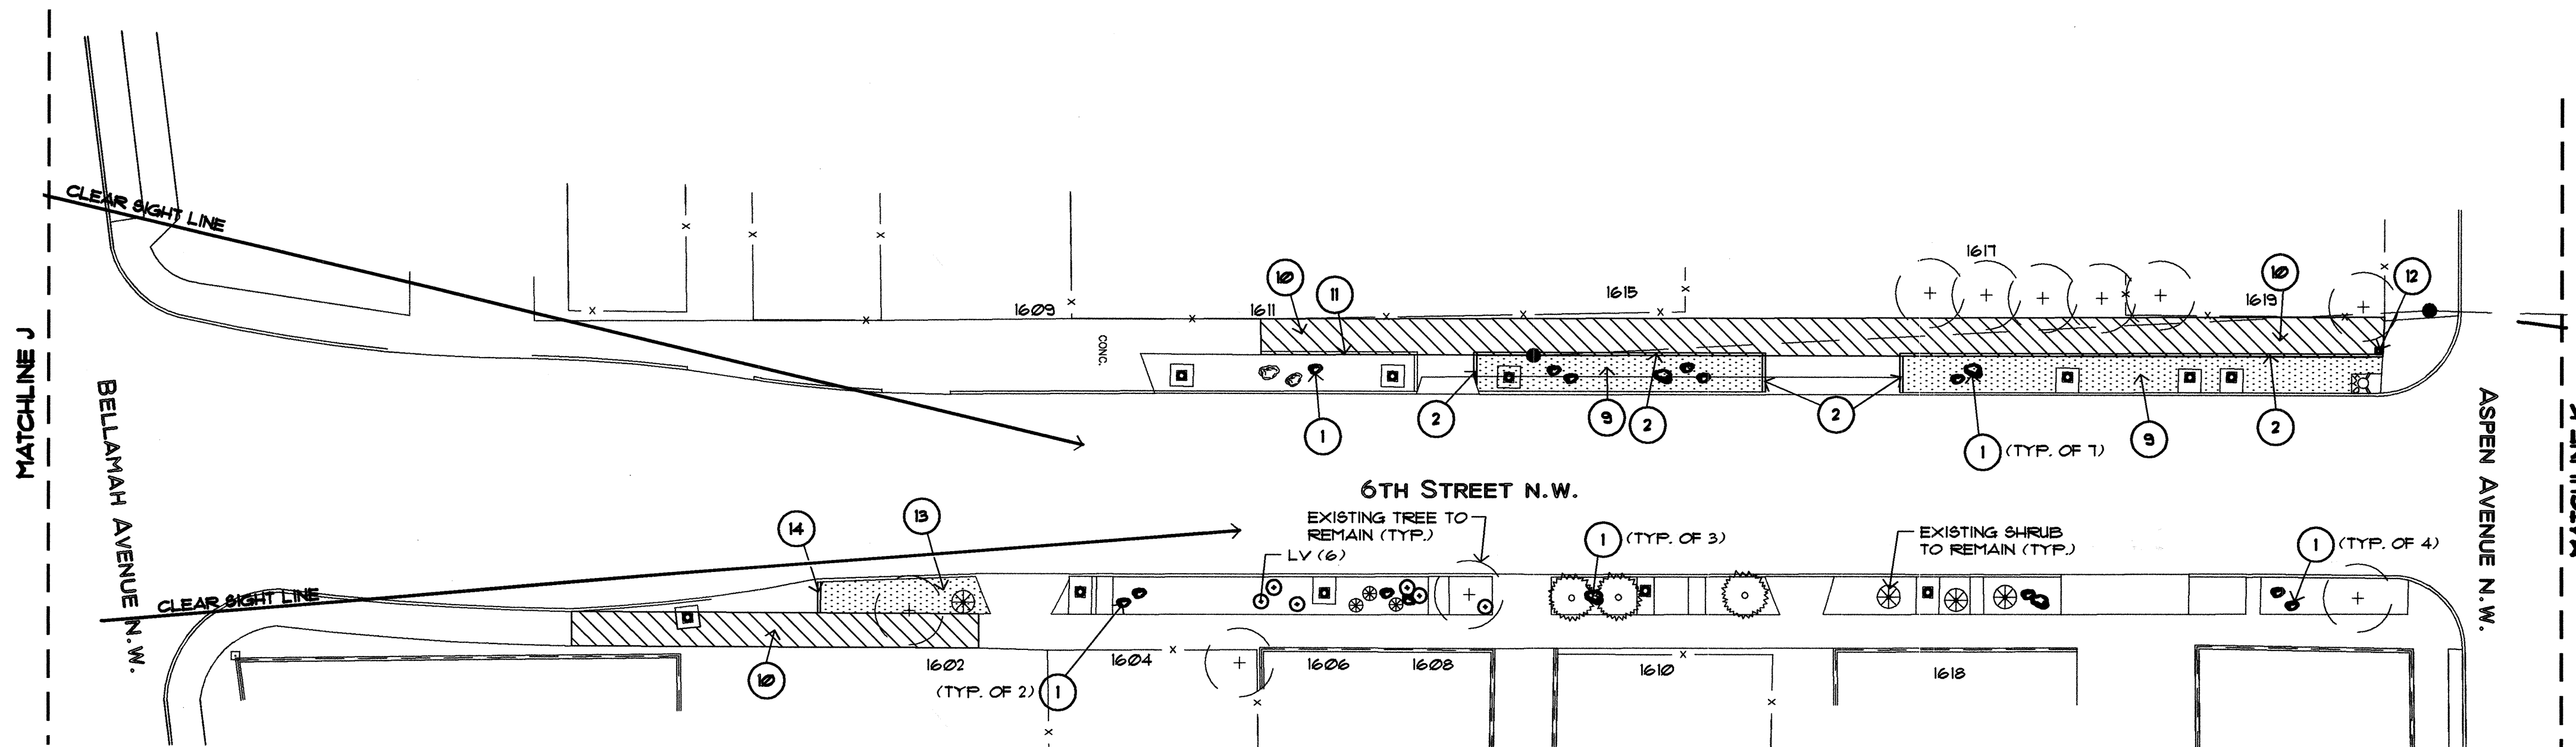 MATCHLINE J
CLEAR SIGHT LINE
BELLAMAH AVENUE N.W.
1609
CONC.
1611
10
11
1615
1617
1619
10
12
1
2
9
2
2
1 (TYP. OF 7)
9
2
6TH STREET N.W.
ASPEN AVENUE N.W.
14
13
EXISTING TREE TO
REMAIN (TYP.)
LV (6)
1 (TYP. OF 3)
EXISTING SHRUB
TO REMAIN (TYP.)
1 (TYP. OF 4)
CLEAR SIGHT LINE
10
1602
1604
(TYP. OF 2) 1
1606
1608
1610
1618